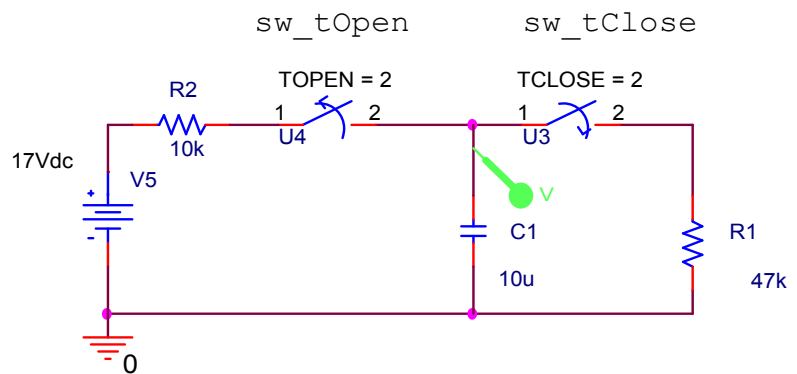 sw_tOpen sw_tClose
TOPEN = 2 TCLOSE = 2
R2
1 2 1 2
U4 U3
10k
17Vdc
V5
+
-
V
C1 R1
10u 47k
0